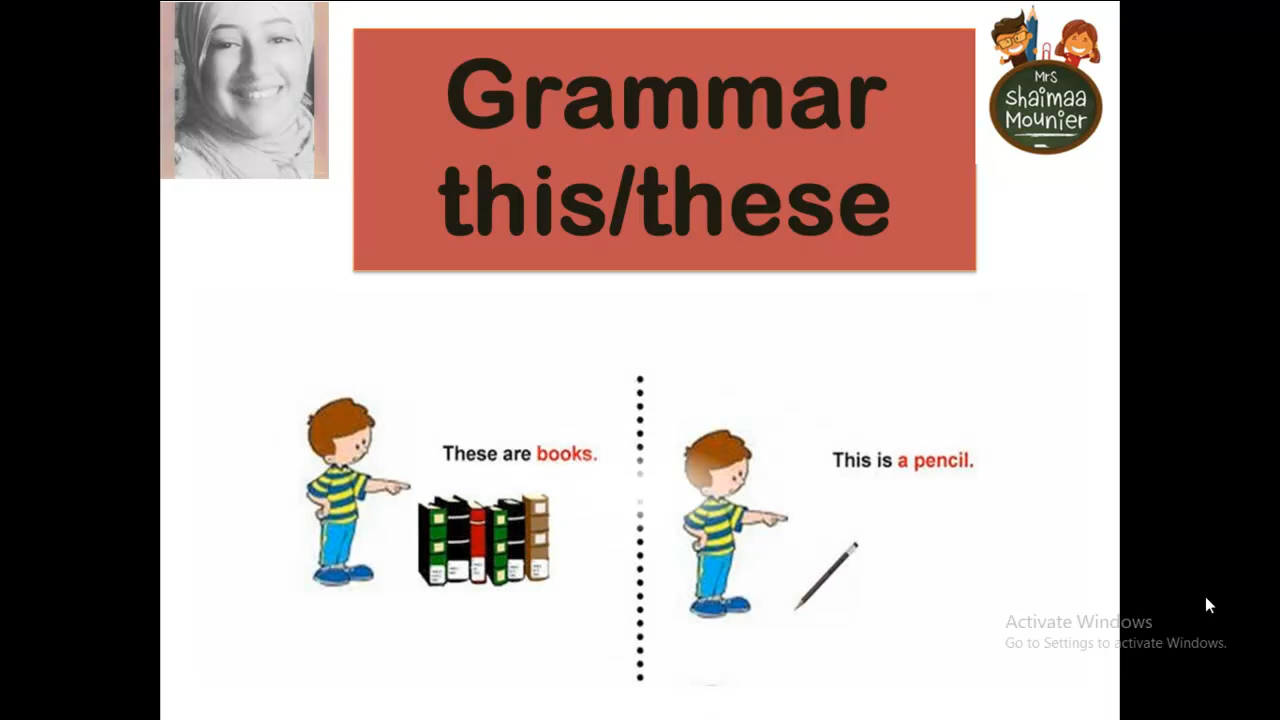 Grammar
this/these
Mrs
Shaimaa
Mounier
These are books.
This is a pencil.
Activate Windows
Go to Settings to activate Windows.